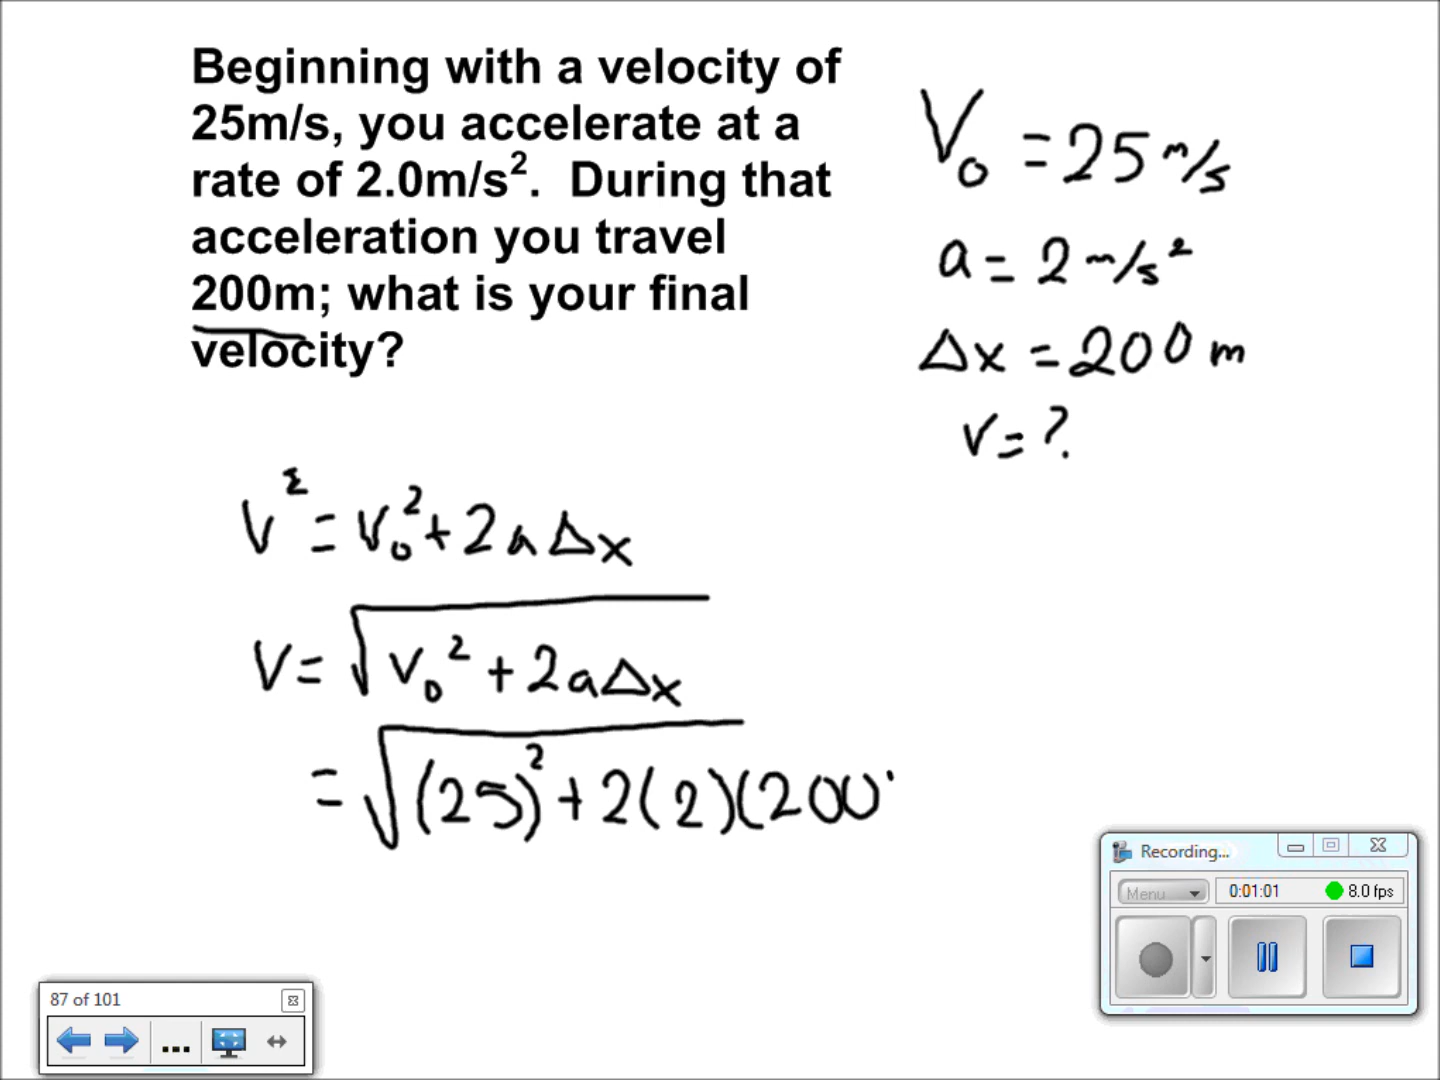 Beginning with a velocity of
25m/s, you accelerate at a
rate of 2.0m/s². During that
acceleration you travel
200m; what is your final
velocity?
V₀ = 25 m/s
a = 2 m/s²
Δx = 200 m
v = ?
v² = v₀² + 2aΔx
v = √(v₀² + 2aΔx)
= √(25)² + 2(2)(200
Recording...
Menu
0:01:01
8.0 fps
87 of 101
...